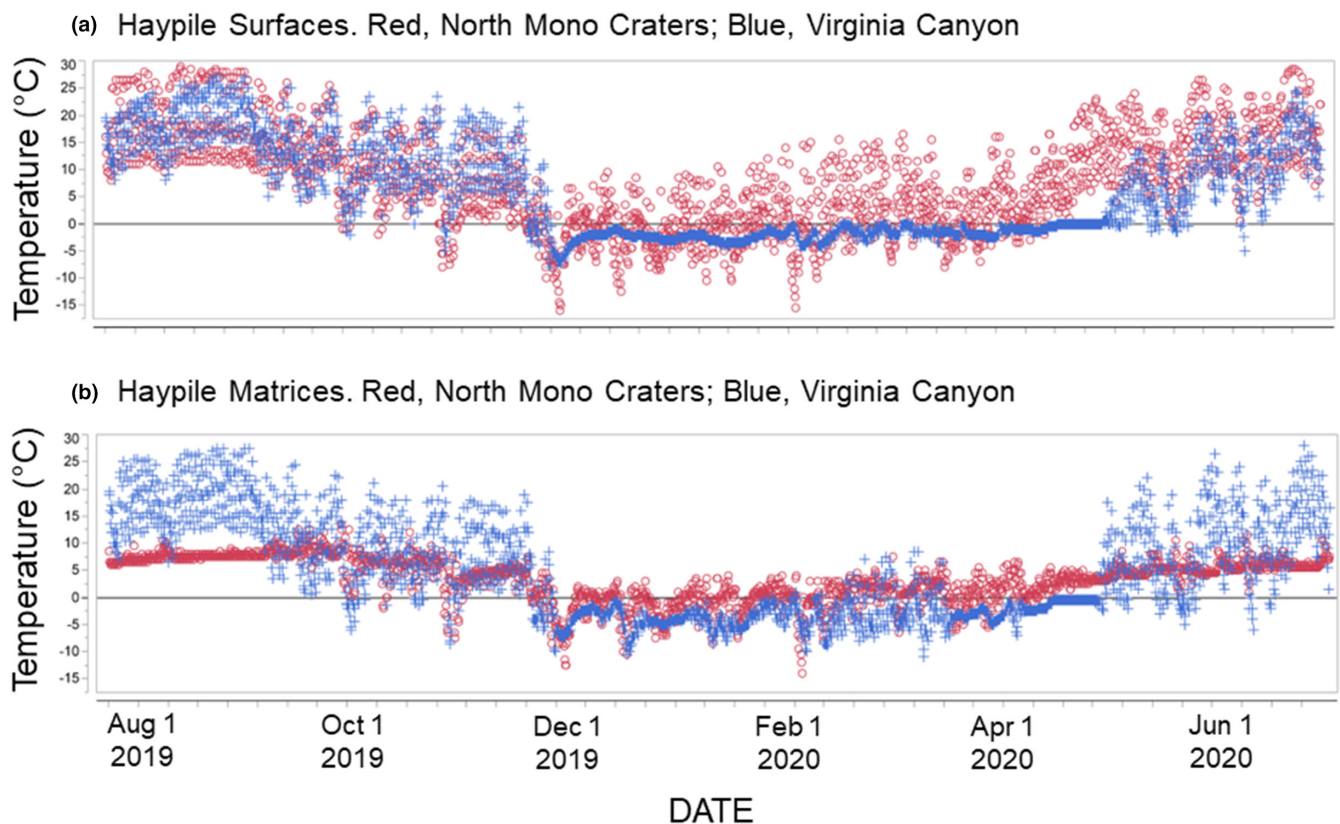 (a) Haypile Surfaces. Red, North Mono Craters; Blue, Virginia Canyon
Temperature (°C)
30
25
20
15
10
5
0
-5
-10
-15
(b) Haypile Matrices. Red, North Mono Craters; Blue, Virginia Canyon
Temperature (°C)
30
25
20
15
10
5
0
-5
-10
-15
Aug 1 Oct 1 Dec 1 Feb 1 Apr 1 Jun 1
2019 2019 2019 2020 2020 2020
DATE